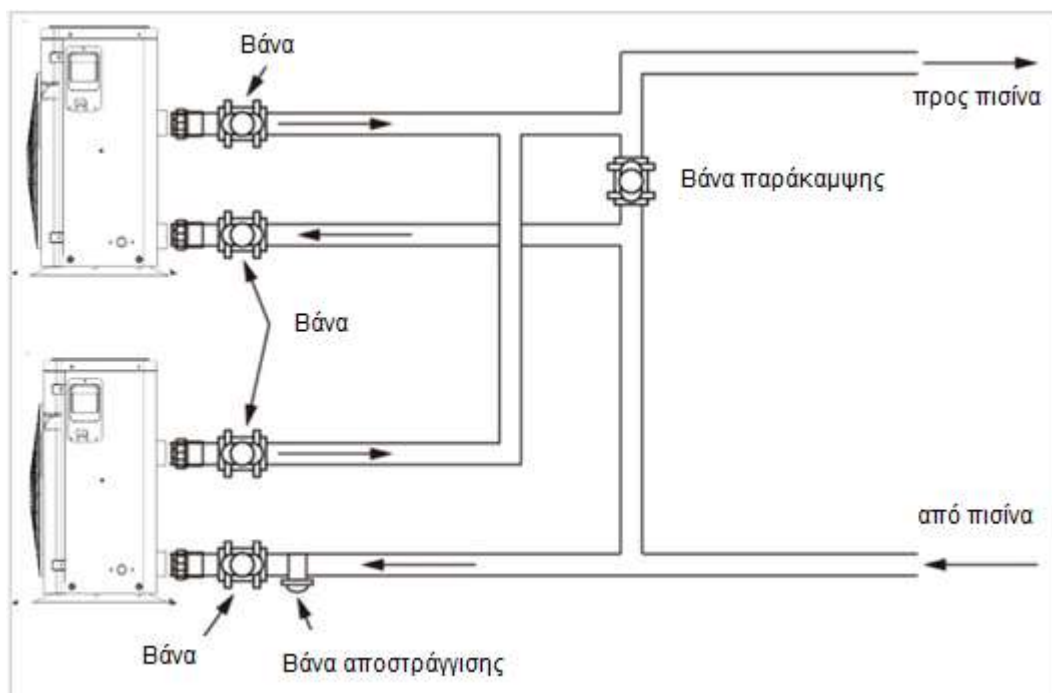 Βάνα
προς πισίνα
Βάνα παράκαμψης
Βάνα
από πισίνα
Βάνα
Βάνα αποστράγγισης